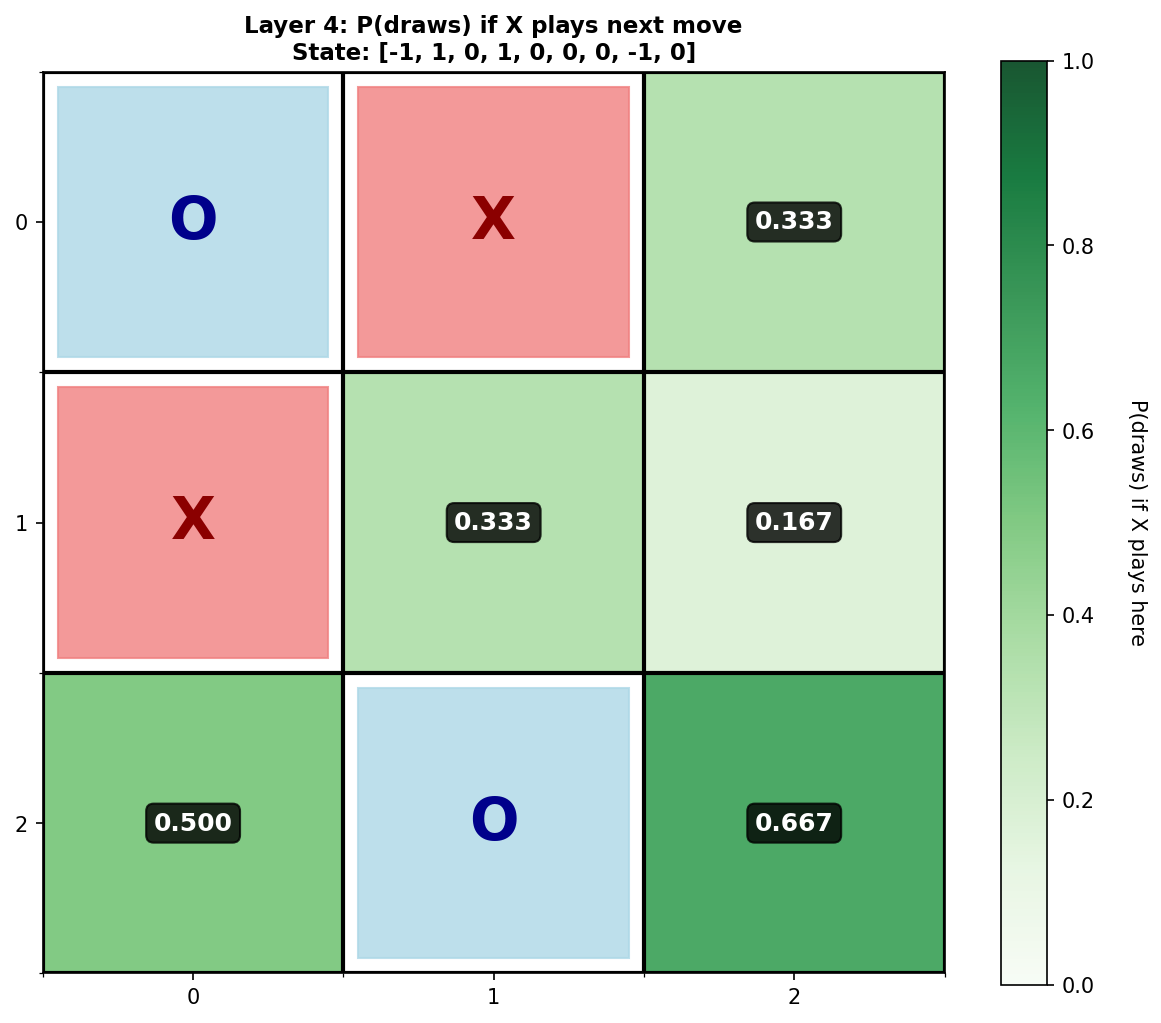 Layer 4: P(draws) if X plays next move
State: [-1, 1, 0, 1, 0, 0, 0, -1, 0]
0
O
X
0.333
1
X
0.333
0.167
2
0.500
O
0.667
0
1
2
1.0
0.8
0.6
0.4
0.2
0.0
P(draws) if X plays here